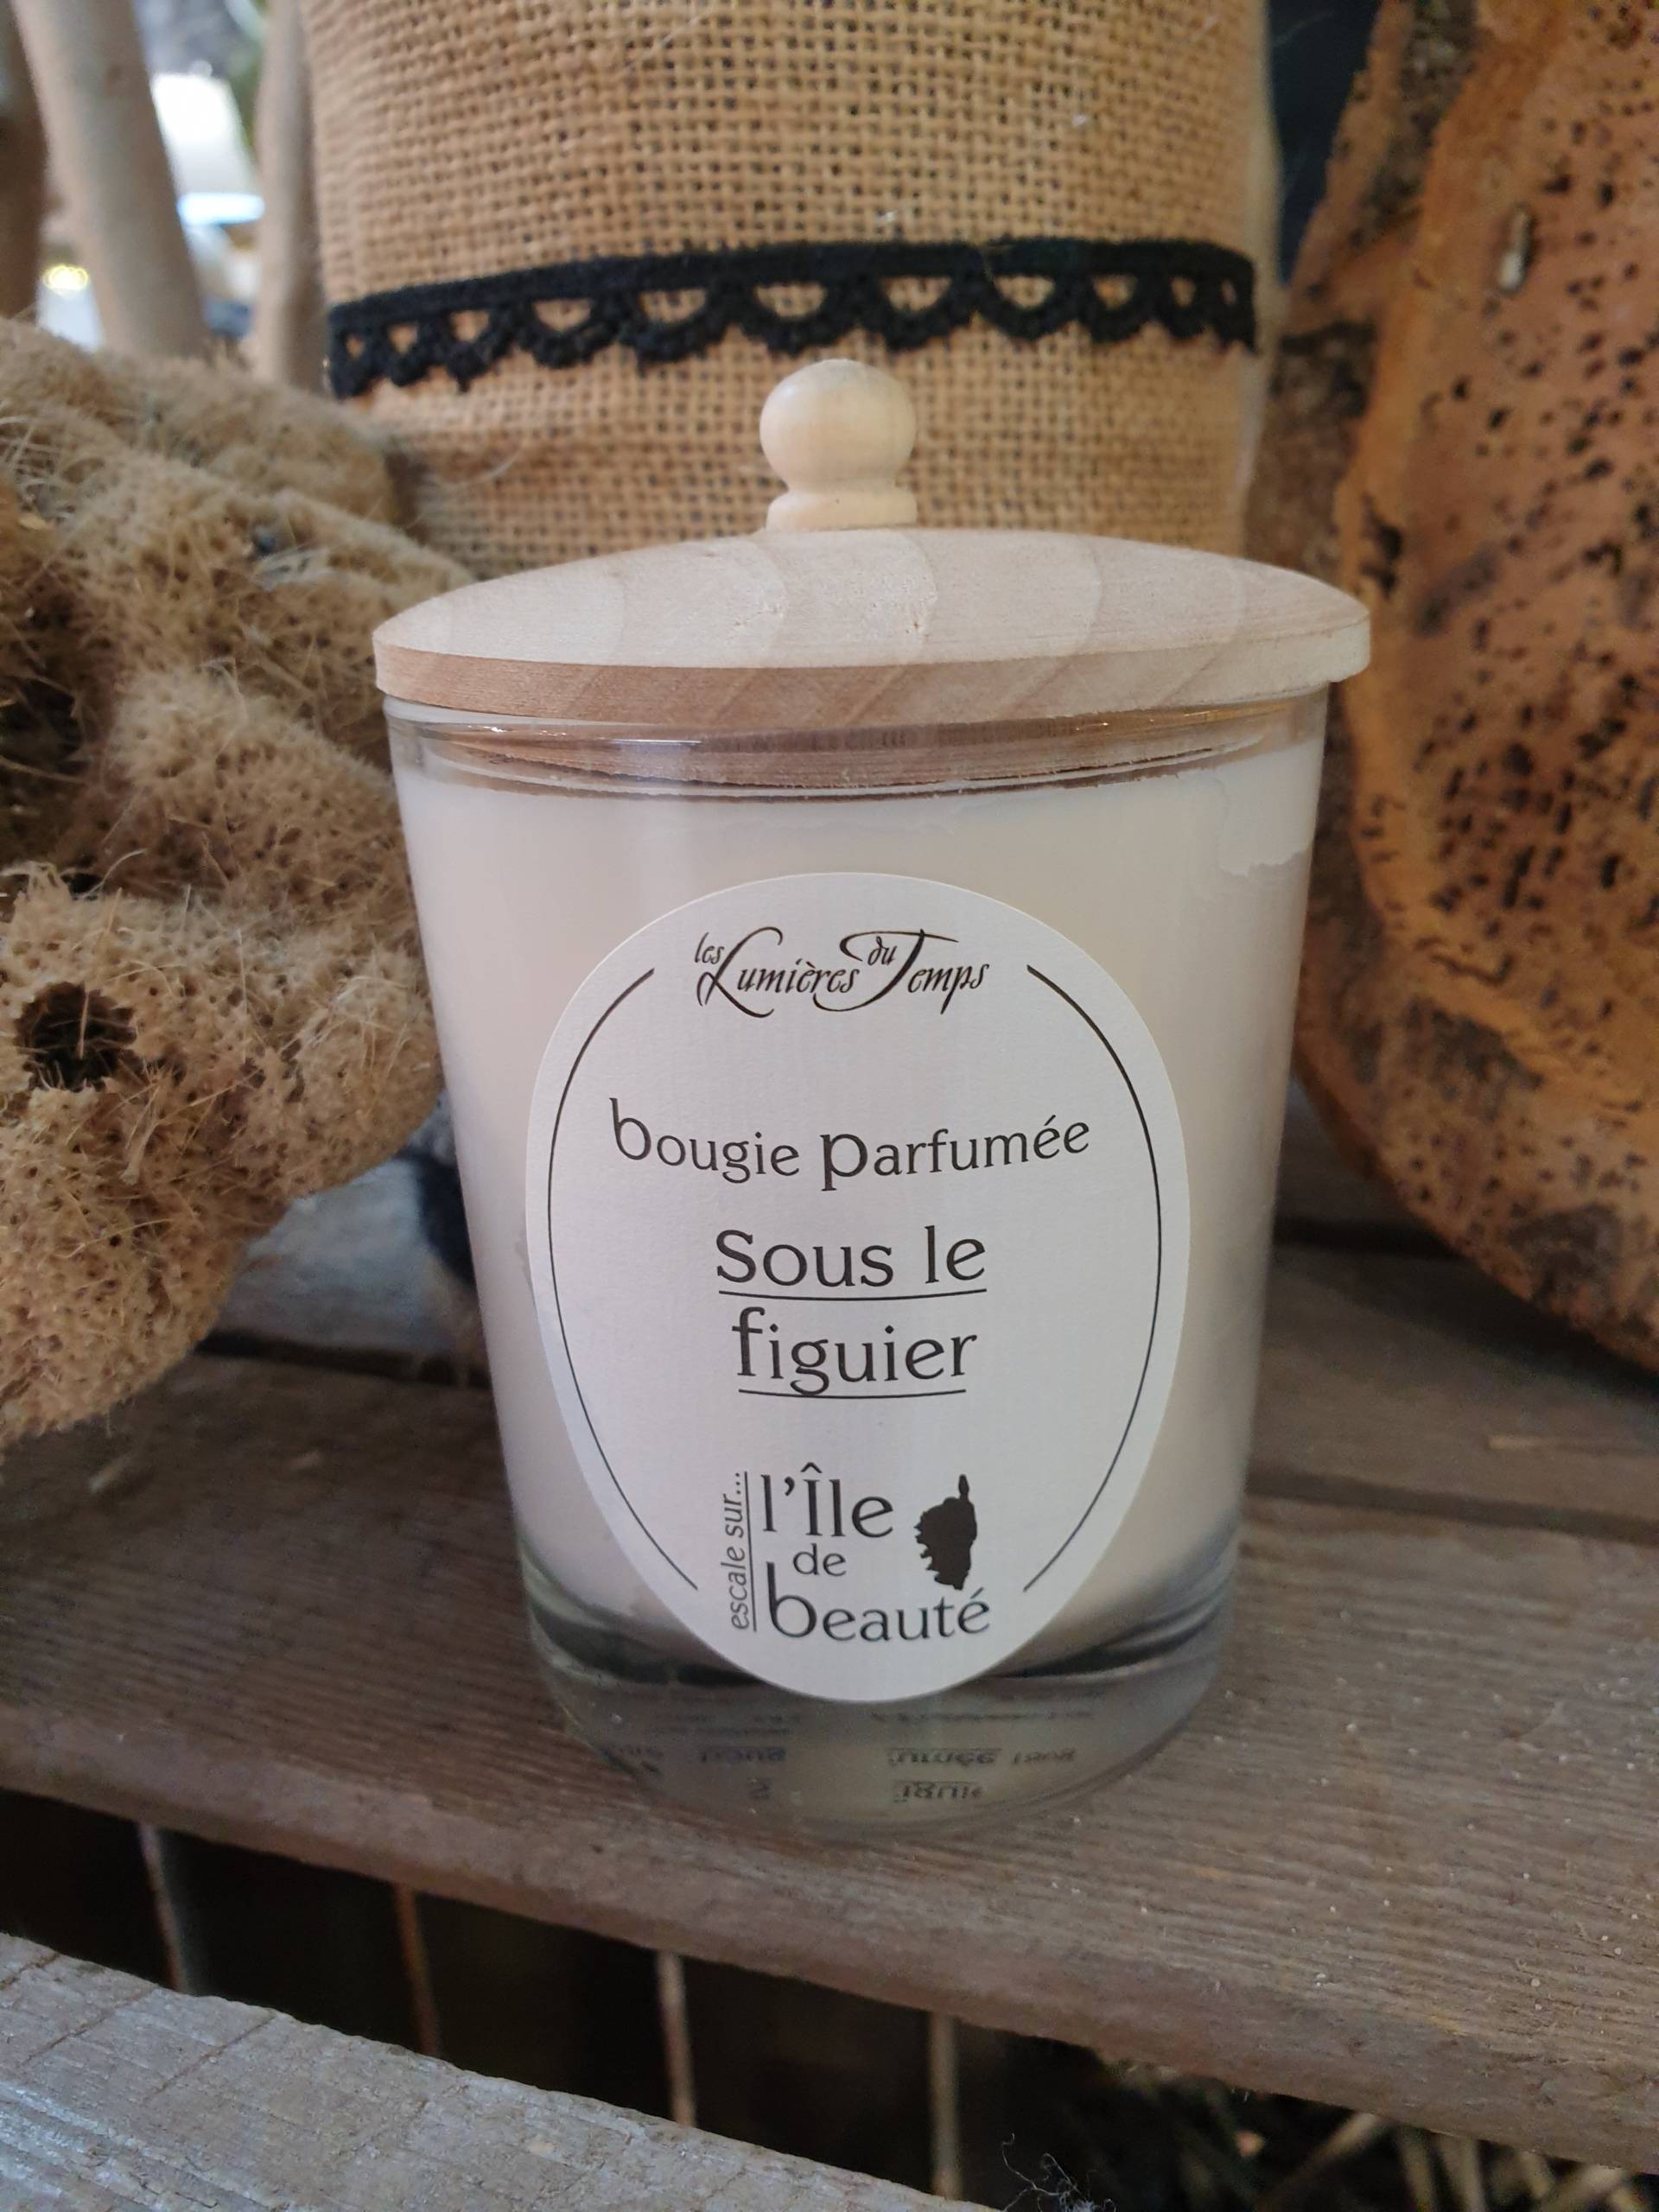 les Lumières du Temps
bougie parfumée
Sous le
figuier
escale sur...
l'Île
de
beauté